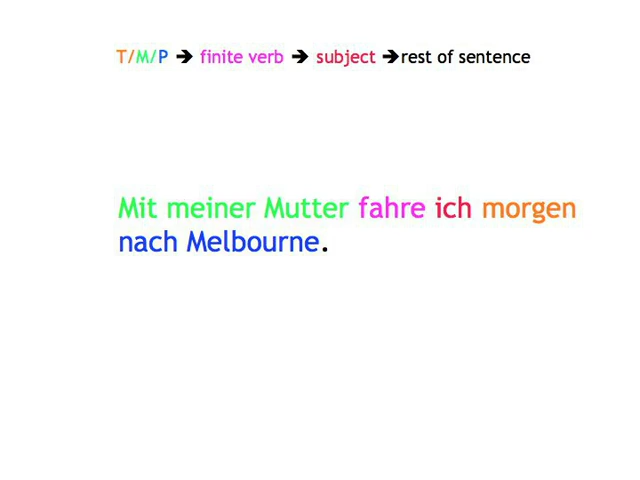 T/M/P ➔ finite verb ➔ subject ➔rest of sentence
Mit meiner Mutter fahre ich morgen
nach Melbourne.